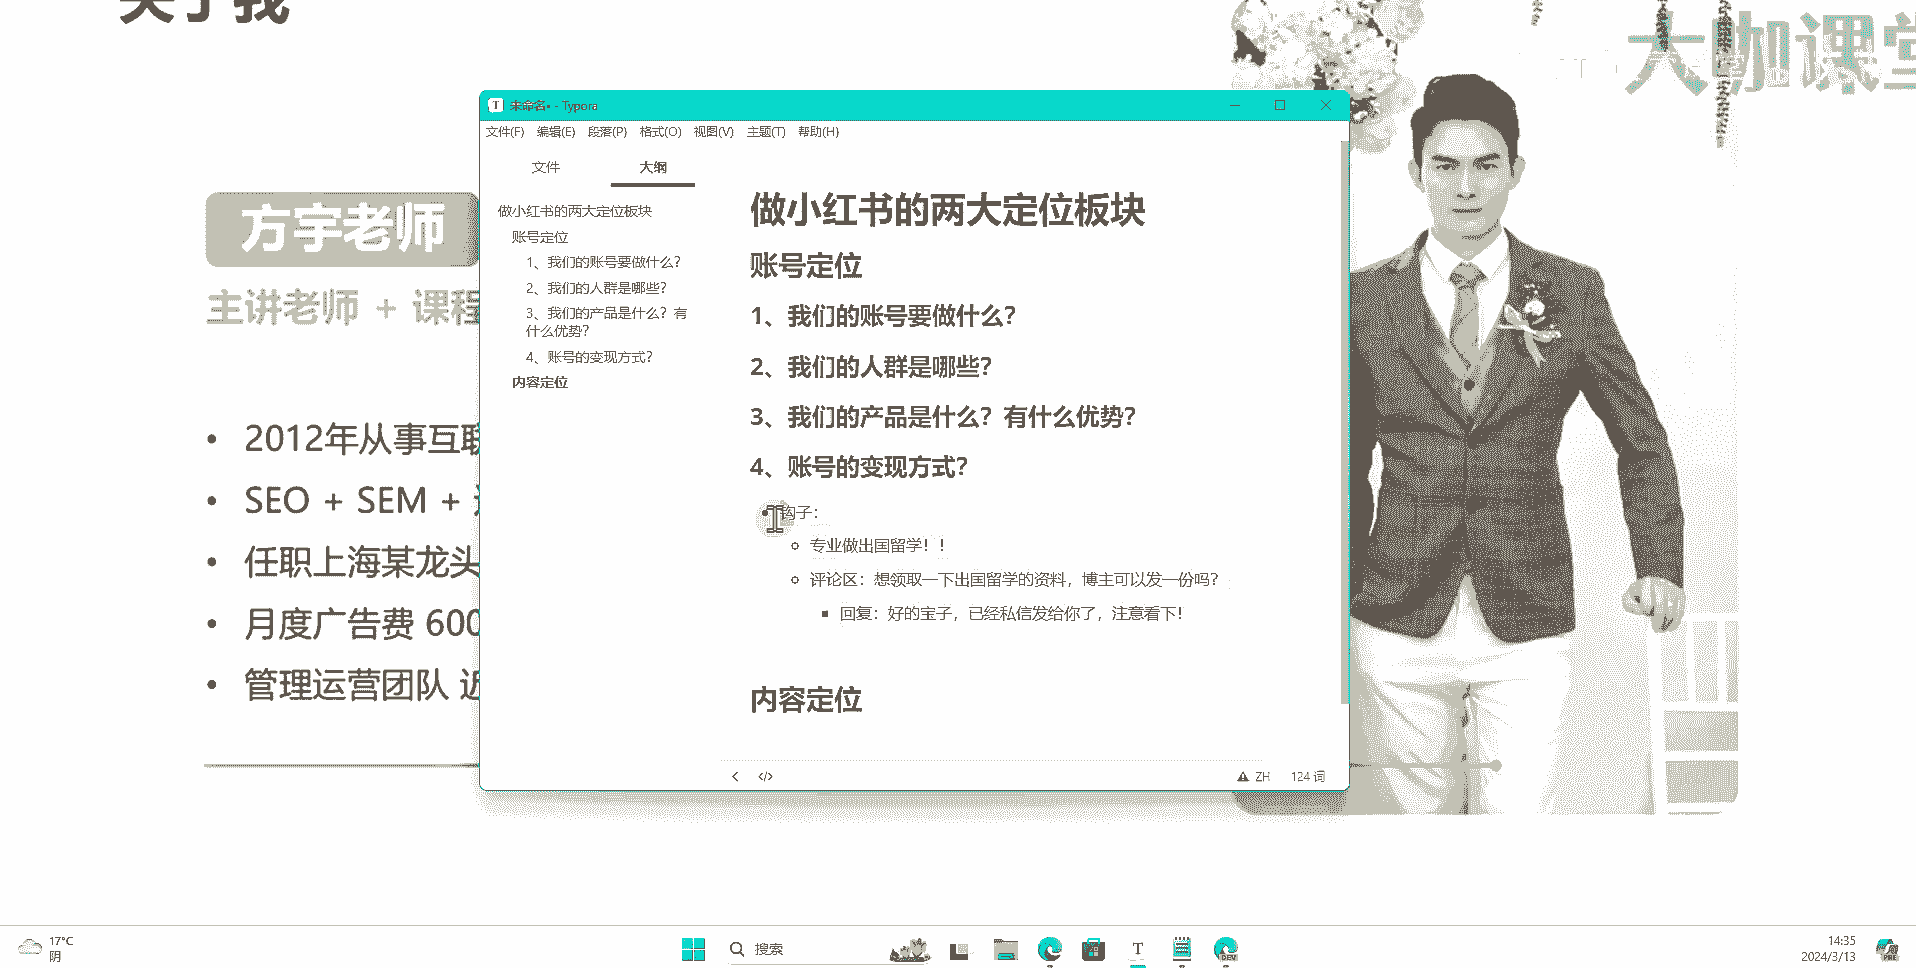 关于我
大咖课堂
方宇老师
主讲老师 + 课程
2012年从事互联
SEO + SEM +
任职上海某龙头
月度广告费 600
管理运营团队 近
未命名• - Typora
文件(F) 编辑(E) 段落(P) 格式(O) 视图(V) 主题(T) 帮助(H)
文件 大纲
做小红书的两大定位板块
账号定位
1、我们的账号要做什么？
2、我们的人群是哪些？
3、我们的产品是什么？有
什么优势？
4、账号的变现方式？
内容定位
做小红书的两大定位板块
账号定位
1、我们的账号要做什么？
2、我们的人群是哪些？
3、我们的产品是什么？有什么优势？
4、账号的变现方式？
钩子：
专业做出国留学！！
评论区：想领取一下出国留学的资料，博主可以发一份吗？
回复：好的宝子，已经私信发给你了，注意看下！
内容定位
ZH 124 词
17°C
阴
搜索
14:35
2024/3/13